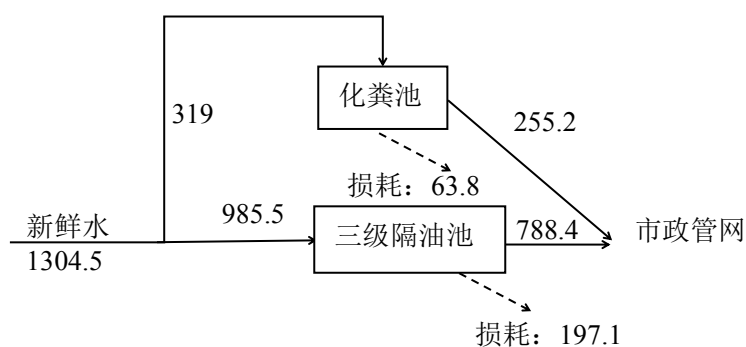 化粪池
319
255.2
损耗：63.8
新鲜水
985.5
三级隔油池
788.4
市政管网
1304.5
损耗：197.1